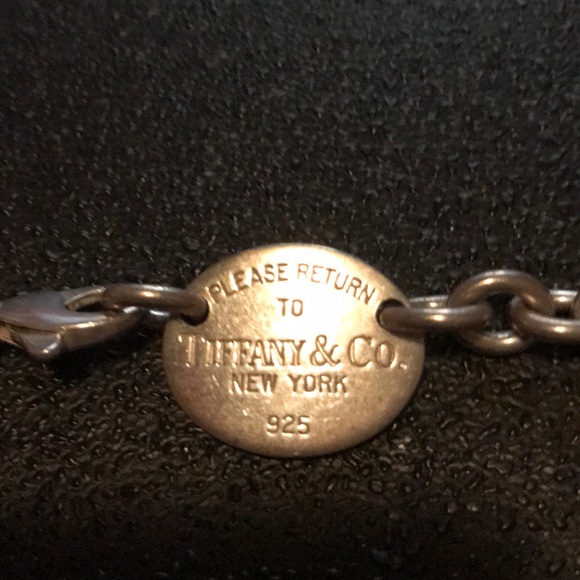 PLEASE RETURN
TO
TIFFANY & CO.
NEW YORK
925